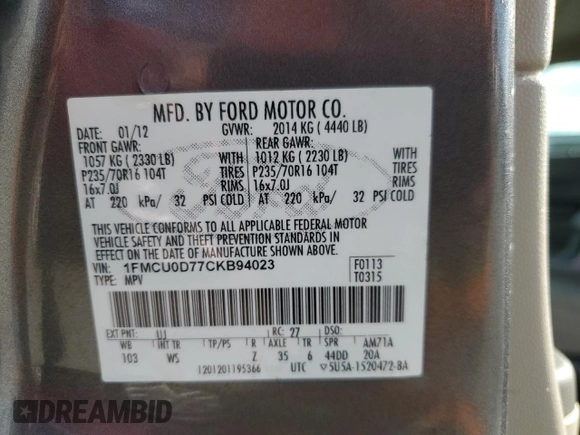 MFD. BY FORD MOTOR CO.
DATE: 01/12 GVWR: 2014 KG ( 4440 LB)
FRONT GAWR: REAR GAWR:
1057 KG ( 2330 LB) WITH 1012 KG ( 2230 LB) WITH
P235/70R16 104T TIRES P235/70R16 104T TIRES
16x7.0J RIMS 16x7.0J RIMS
AT 220 kPa/ 32 PSI COLD AT 220 kPa/ 32 PSI COLD
THIS VEHICLE CONFORMS TO ALL APPLICABLE FEDERAL MOTOR
VEHICLE SAFETY AND THEFT PREVENTION STANDARDS IN
EFFECT ON THE DATE OF MANUFACTURE SHOWN ABOVE.
VIN: 1FMCU0D77CKB94023 F0113
TYPE: MPV T0315
EXT PNT: UJ RC: 27 DSO:
WB INT TR TP/PS R AXLE TR SPR AM71A
103 WS Z 35 6 44DD 20A
1201201195366 UTC 5U5A-1520472-BA
DREAMBID